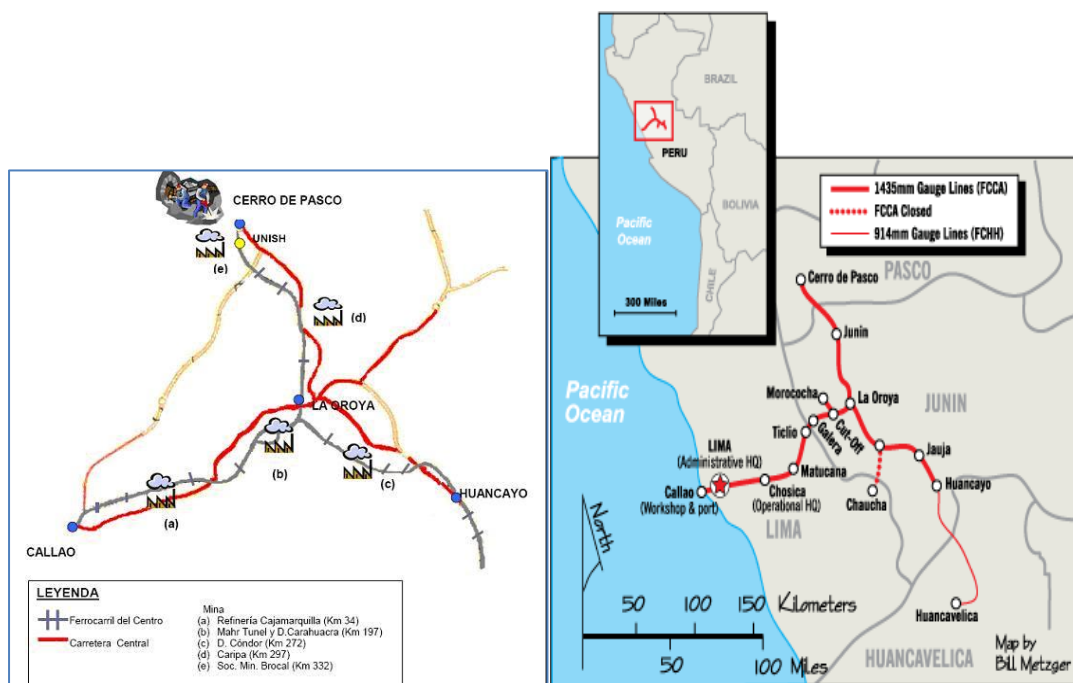 CERRO DE PASCO
UNISH
(e)
(d)
LA OROYA
(b)
(c)
HUANCAYO
(a)
CALLAO
LEYENDA
Ferrocarril del Centro
Carretera Central
Mina
(a) Refinería Cajamarquilla (Km 34)
(b) Mahr Tunel y D.Carahuacra (Km 197)
(c) D. Cóndor (Km 272)
(d) Caripa (Km 297)
(e) Soc. Min. Brocal (Km 332)
BRAZIL
PERU
BOLIVIA
Pacific
Ocean
CHILE
300 Miles
1435mm Gauge Lines (FCCA)
FCCA Closed
914mm Gauge Lines (FCHH)
PASCO
Cerro de Pasco
Junin
Pacific
Ocean
Morococha
La Oroya
JUNIN
Cut-Off
Galera
Ticlio
LIMA
(Administrative HQ)
Jauja
Matucana
Huancayo
Callao
(Workshop & port)
Chosica
(Operational HQ)
Chaucha
LIMA
North
Huancavelica
50 100 150 Kilometers
50 100 Miles
HUANCAVELICA
Map by
Bill Metzger